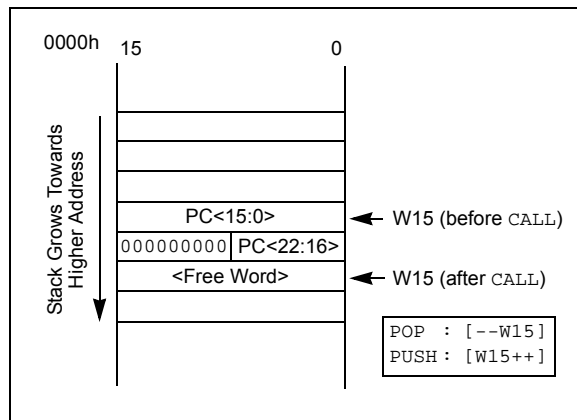 0000h
15 0
Stack Grows Towards
Higher Address
PC<15:0>
W15 (before CALL)
000000000 PC<22:16>
<Free Word>
W15 (after CALL)
POP : [--W15]
PUSH : [W15++]